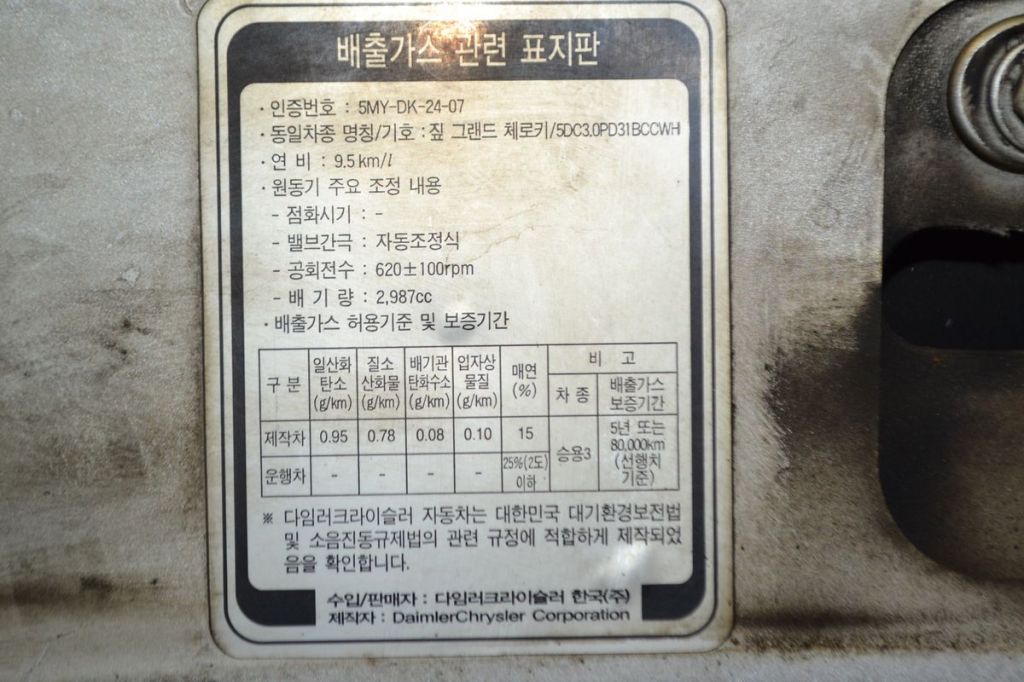 배출가스 관련 표지판
· 인증번호 : 5MY-DK-24-07
· 동일차종 명칭/기호 : 짚 그랜드 체로키/5DC3.0PD31BCCWH
· 연 비 : 9.5 km/l
· 원동기 주요 조정 내용
- 점화시기 : -
- 밸브간극 : 자동조정식
- 공회전수 : 620±100rpm
- 배 기 량 : 2,987cc
· 배출가스 허용기준 및 보증기간
구 분 일산화탄소 (g/km) 질소산화물 (g/km) 배기관탄화수소 (g/km) 입자상물질 (g/km) 매연 (%) 비 고
차 종 배출가스 보증기간
제작차 0.95 0.78 0.08 0.10 15 승용3 5년 또는 80,000km (선행치 기준)
운행차 - - - - 25%(2도) 이하
※ 다임러크라이슬러 자동차는 대한민국 대기환경보전법
및 소음진동규제법의 관련 규정에 적합하게 제작되었
음을 확인합니다.
수입/판매자 : 다임러크라이슬러 한국(주)
제작자 : DaimlerChrysler Corporation